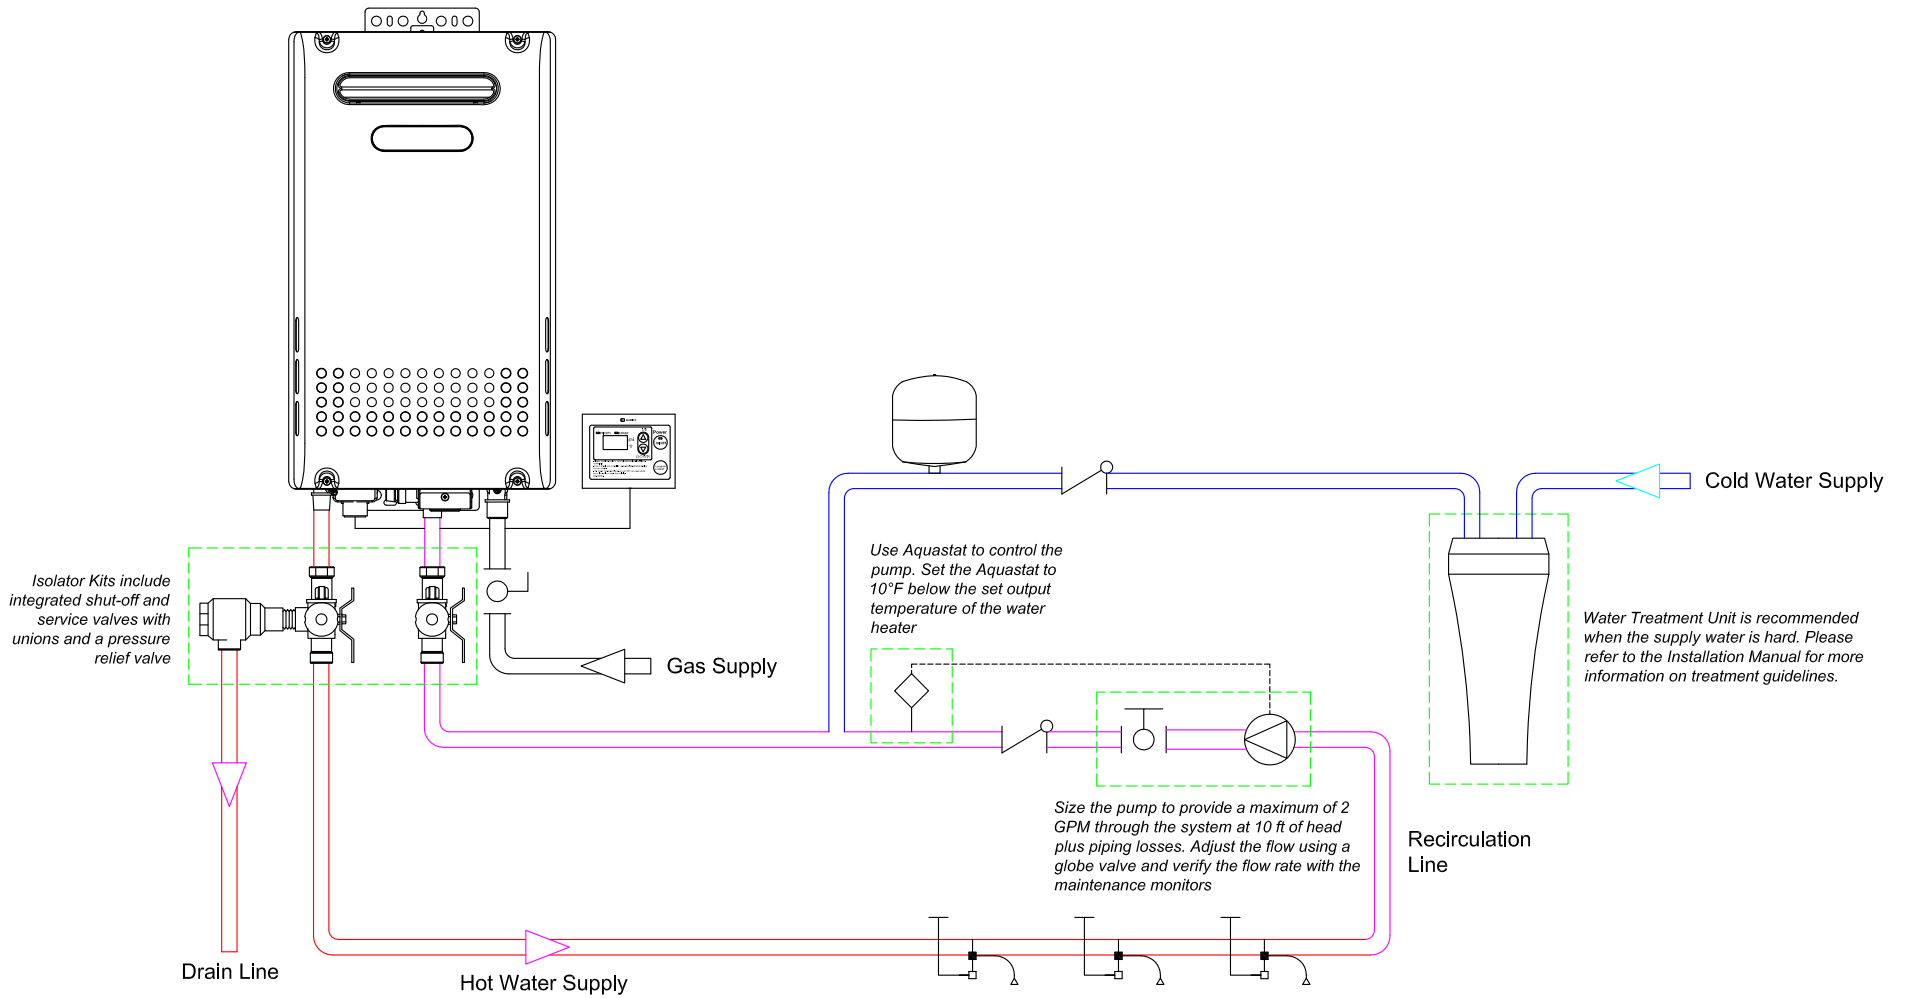 Power
Cold Water Supply
Use Aquastat to control the
pump. Set the Aquastat to
10°F below the set output
temperature of the water
heater
Isolator Kits include
integrated shut-off and
service valves with
unions and a pressure
relief valve
Gas Supply
Water Treatment Unit is recommended
when the supply water is hard. Please
refer to the Installation Manual for more
information on treatment guidelines.
Size the pump to provide a maximum of 2
GPM through the system at 10 ft of head
plus piping losses. Adjust the flow using a
globe valve and verify the flow rate with the
maintenance monitors
Recirculation
Line
Drain Line
Hot Water Supply